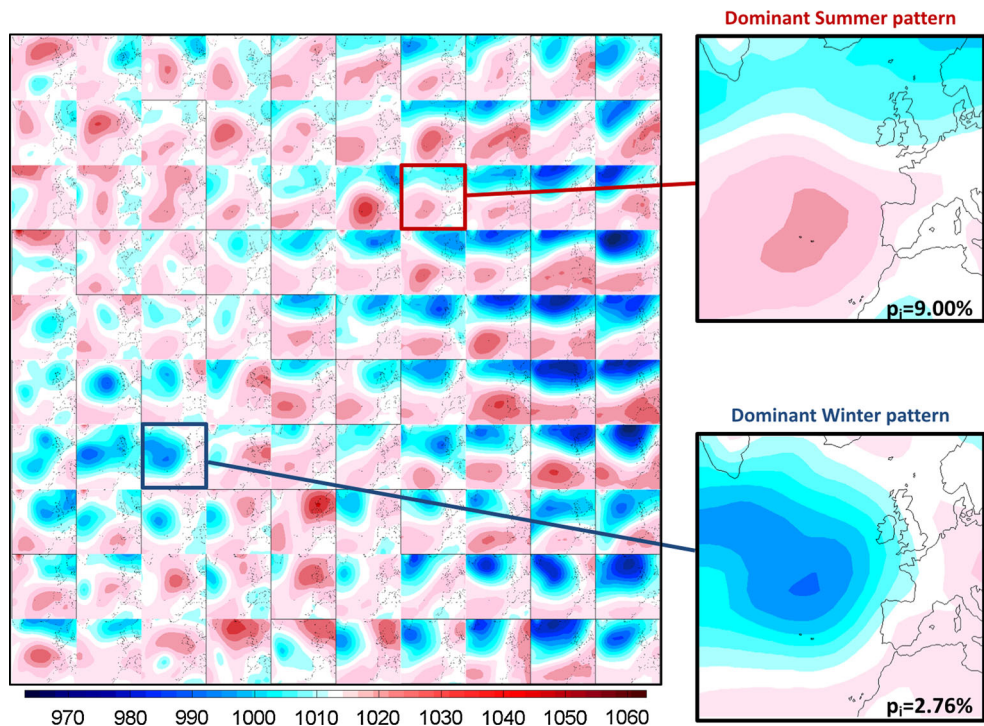 Dominant Summer pattern
pᵢ=9.00%
Dominant Winter pattern
pᵢ=2.76%
970 980 990 1000 1010 1020 1030 1040 1050 1060